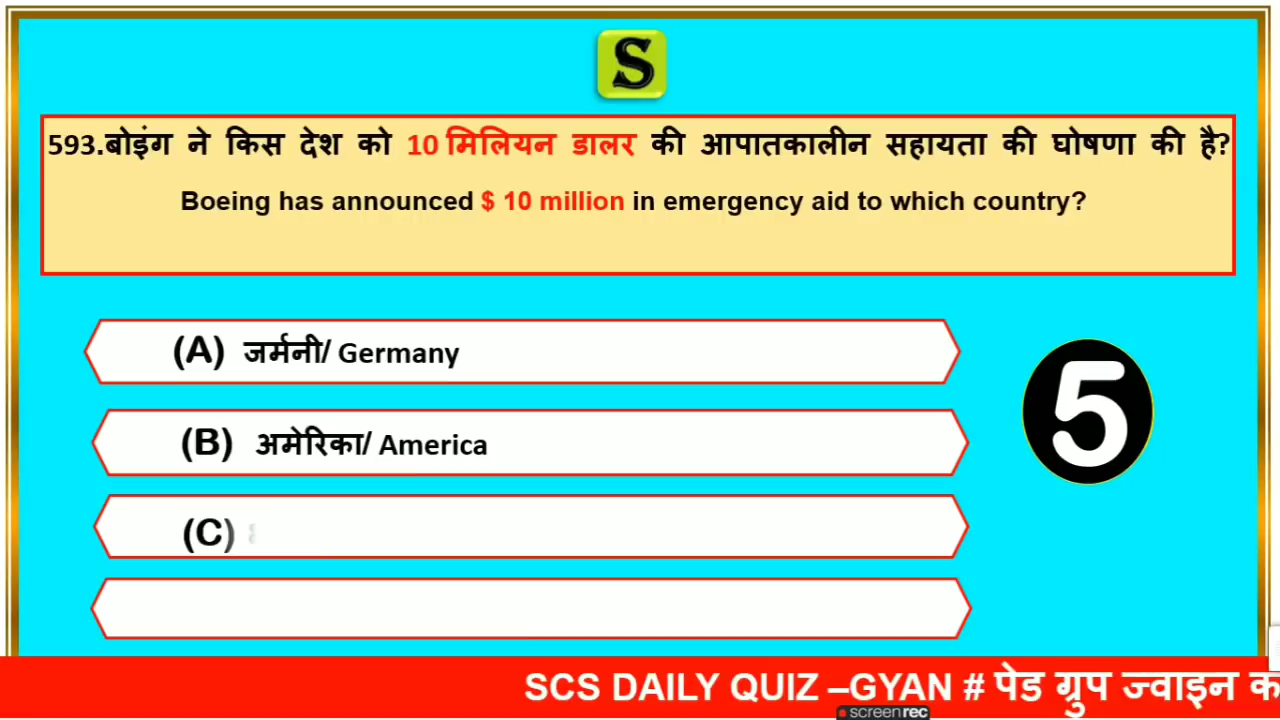 S
593.बोइंग ने किस देश को 10 मिलियन डालर की आपातकालीन सहायता की घोषणा की है?
Boeing has announced $ 10 million in emergency aid to which country?
(A) जर्मनी/ Germany
(B) अमेरिका/ America
5
(C)
SCS DAILY QUIZ –GYAN # पेड ग्रुप ज्वाइन क
screenrec